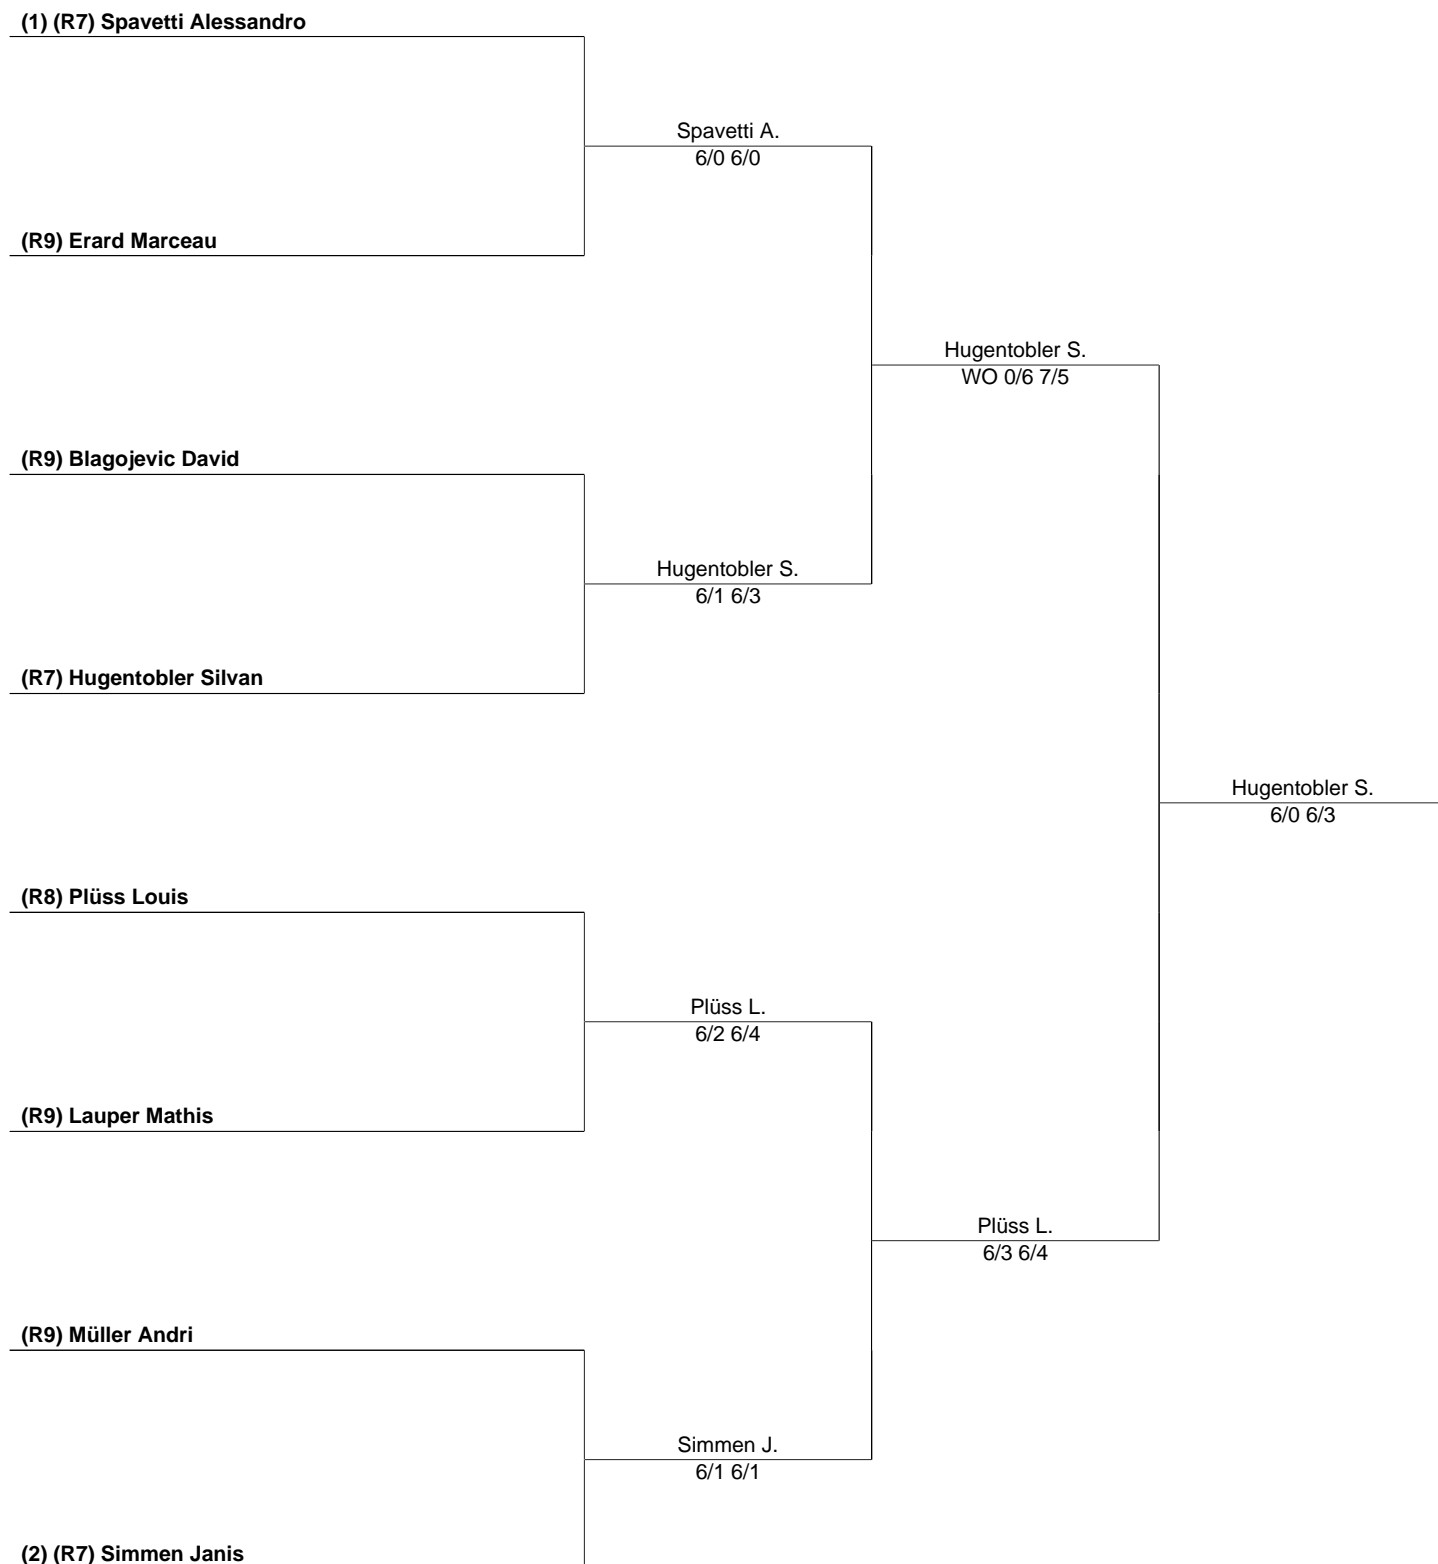 (1) (R7) Spavetti Alessandro
Spavetti A.
6/0 6/0
(R9) Erard Marceau
Hugentobler S.
WO 0/6 7/5
(R9) Blagojevic David
Hugentobler S.
6/1 6/3
(R7) Hugentobler Silvan
Hugentobler S.
6/0 6/3
(R8) Plüss Louis
Plüss L.
6/2 6/4
(R9) Lauper Mathis
Plüss L.
6/3 6/4
(R9) Müller Andri
Simmen J.
6/1 6/1
(2) (R7) Simmen Janis